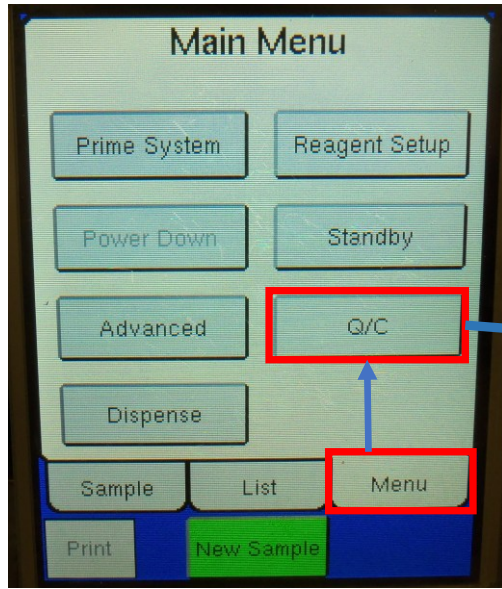 Main Menu
Prime System
Reagent Setup
Power Down
Standby
Advanced
Q/C
Dispense
Sample
List
Menu
Print
New Sample